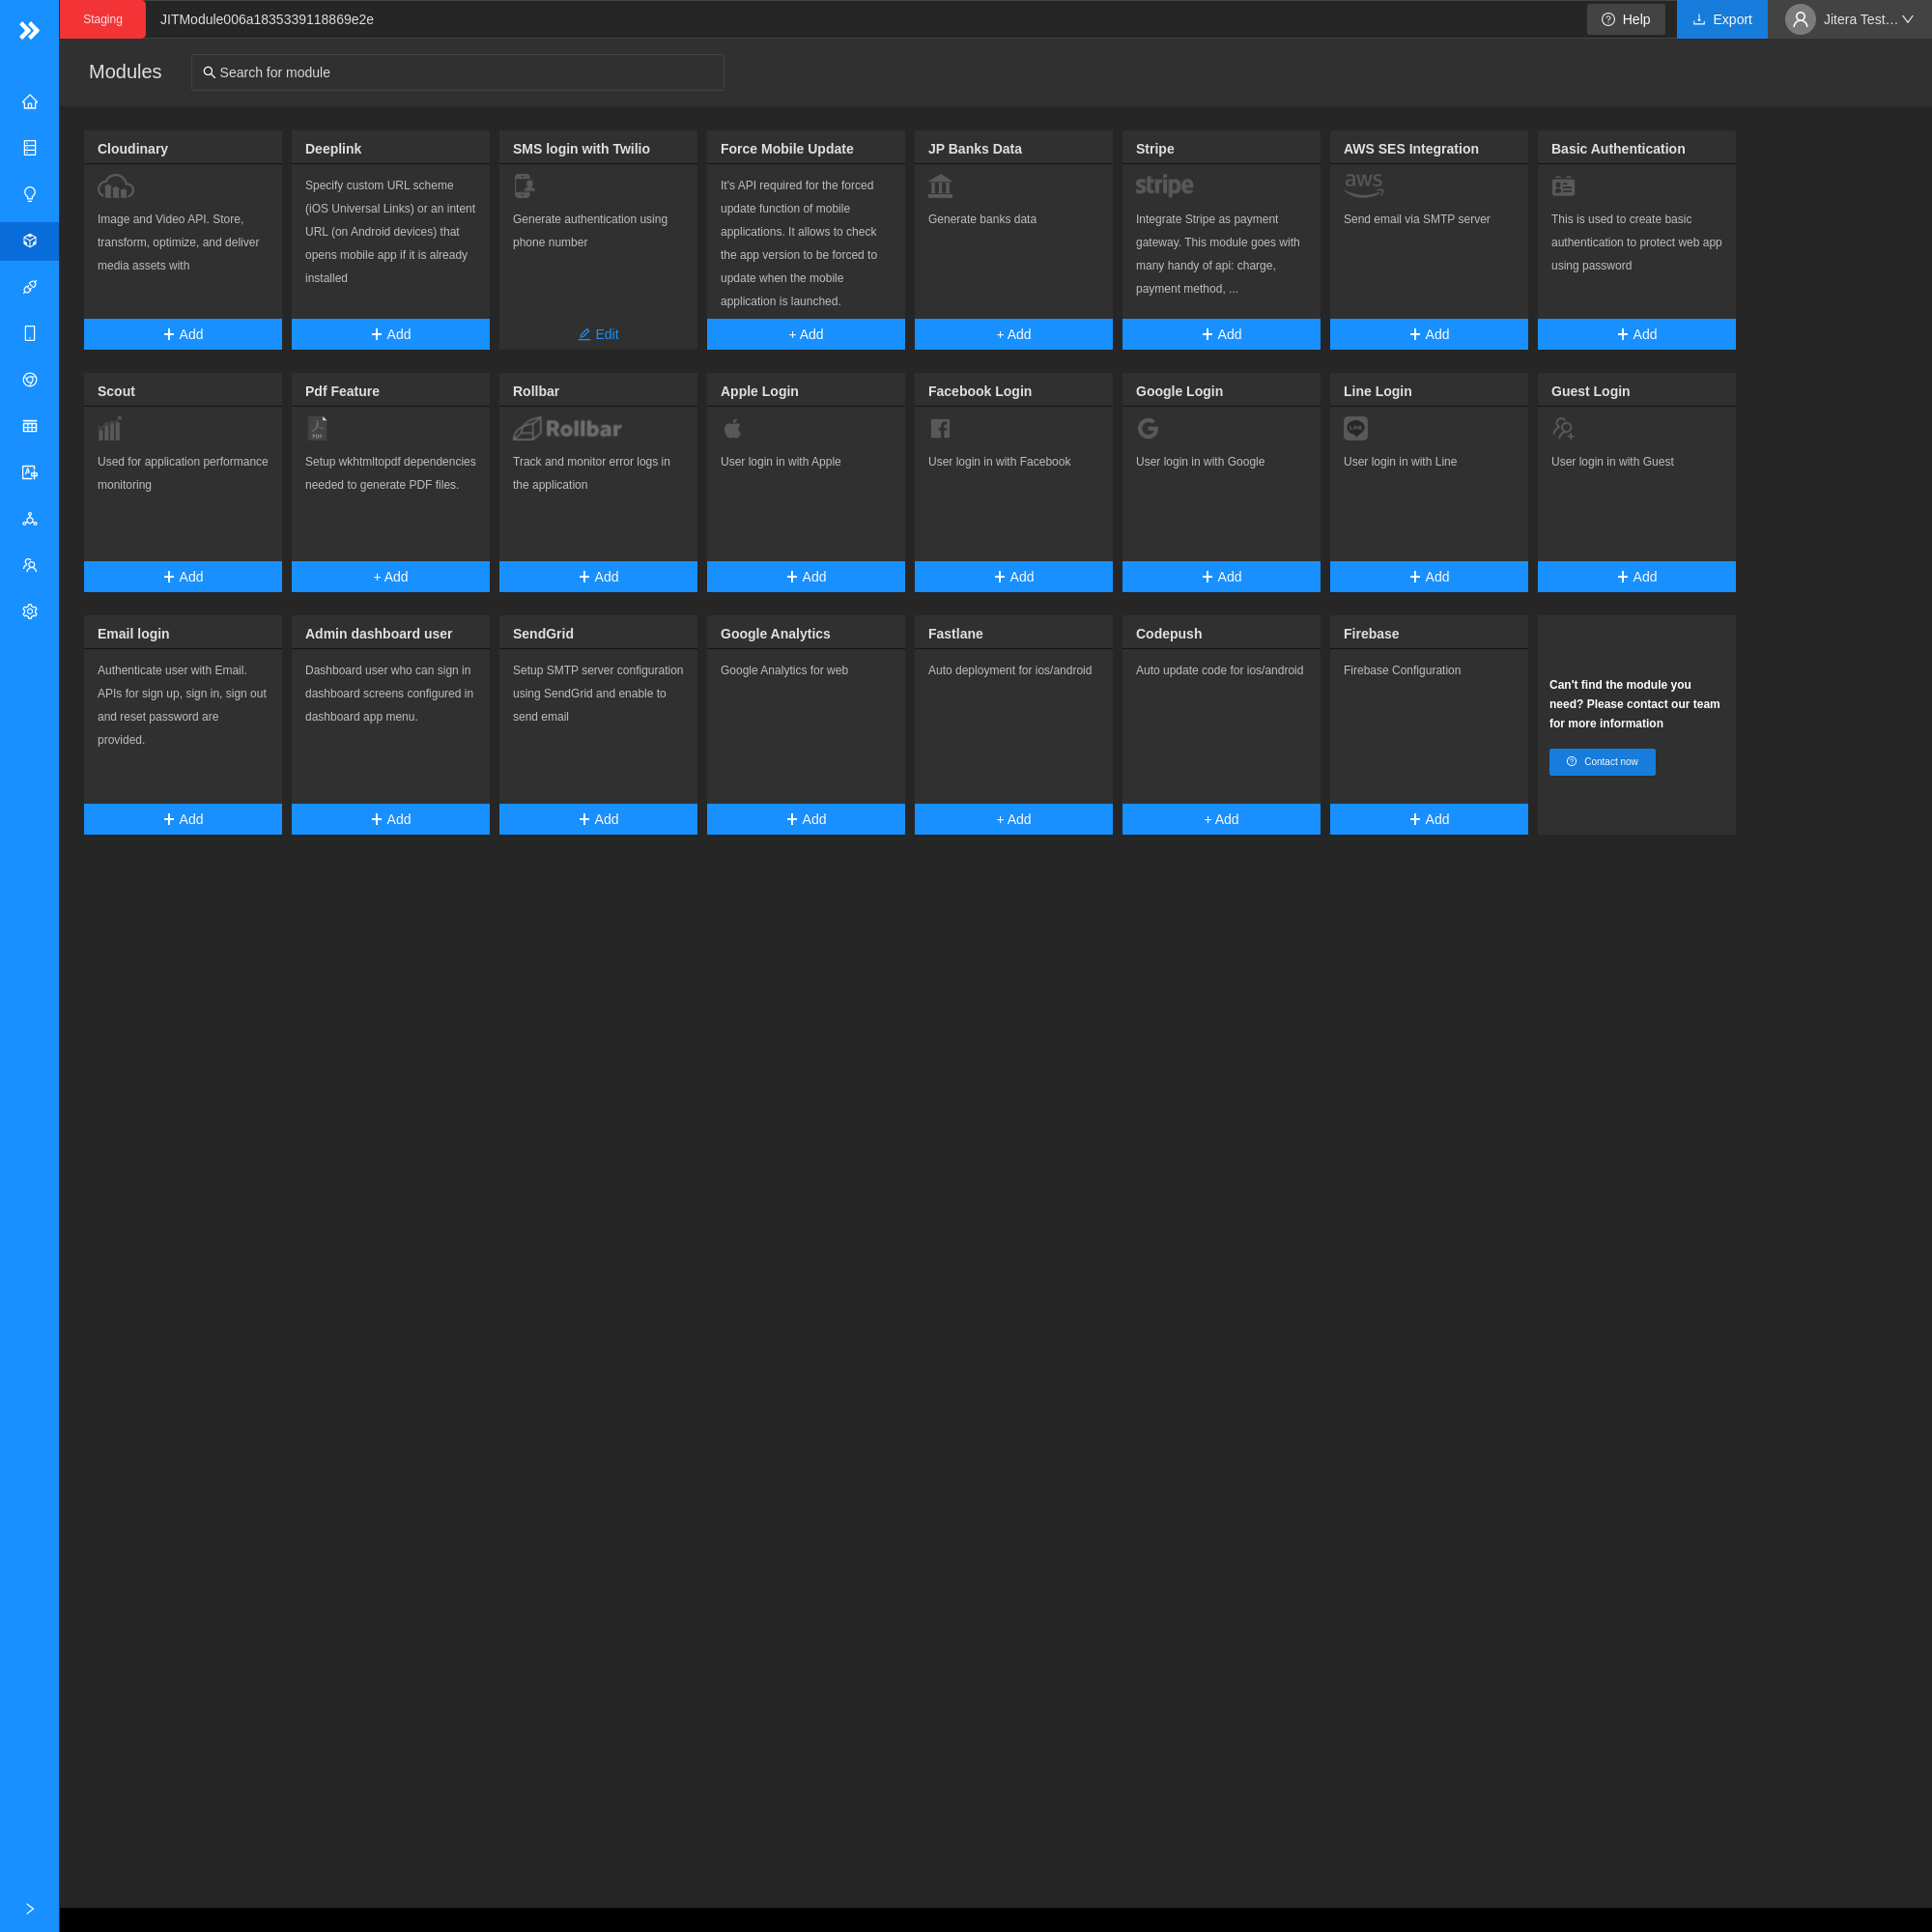 Staging
JITModule006a1835339118869e2e
Help
Export
Jitera Test…
Modules
Search for module
Cloudinary
Image and Video API. Store,
transform, optimize, and deliver
media assets with
Add
Deeplink
Specify custom URL scheme
(iOS Universal Links) or an intent
URL (on Android devices) that
opens mobile app if it is already
installed
Add
SMS login with Twilio
Generate authentication using
phone number
Edit
Force Mobile Update
It's API required for the forced
update function of mobile
applications. It allows to check
the app version to be forced to
update when the mobile
application is launched.
+ Add
JP Banks Data
Generate banks data
+ Add
Stripe
stripe
Integrate Stripe as payment
gateway. This module goes with
many handy of api: charge,
payment method, ...
Add
AWS SES Integration
aws
Send email via SMTP server
Add
Basic Authentication
This is used to create basic
authentication to protect web app
using password
Add
Scout
Used for application performance
monitoring
Add
Pdf Feature
PDF
Setup wkhtmltopdf dependencies
needed to generate PDF files.
+ Add
Rollbar
Rollbar
Track and monitor error logs in
the application
Add
Apple Login
User login in with Apple
Add
Facebook Login
User login in with Facebook
Add
Google Login
User login in with Google
Add
Line Login
LINE
User login in with Line
Add
Guest Login
User login in with Guest
Add
Email login
Authenticate user with Email.
APIs for sign up, sign in, sign out
and reset password are
provided.
Add
Admin dashboard user
Dashboard user who can sign in
dashboard screens configured in
dashboard app menu.
Add
SendGrid
Setup SMTP server configuration
using SendGrid and enable to
send email
Add
Google Analytics
Google Analytics for web
Add
Fastlane
Auto deployment for ios/android
+ Add
Codepush
Auto update code for ios/android
+ Add
Firebase
Firebase Configuration
Add
Can't find the module you
need? Please contact our team
for more information
Contact now